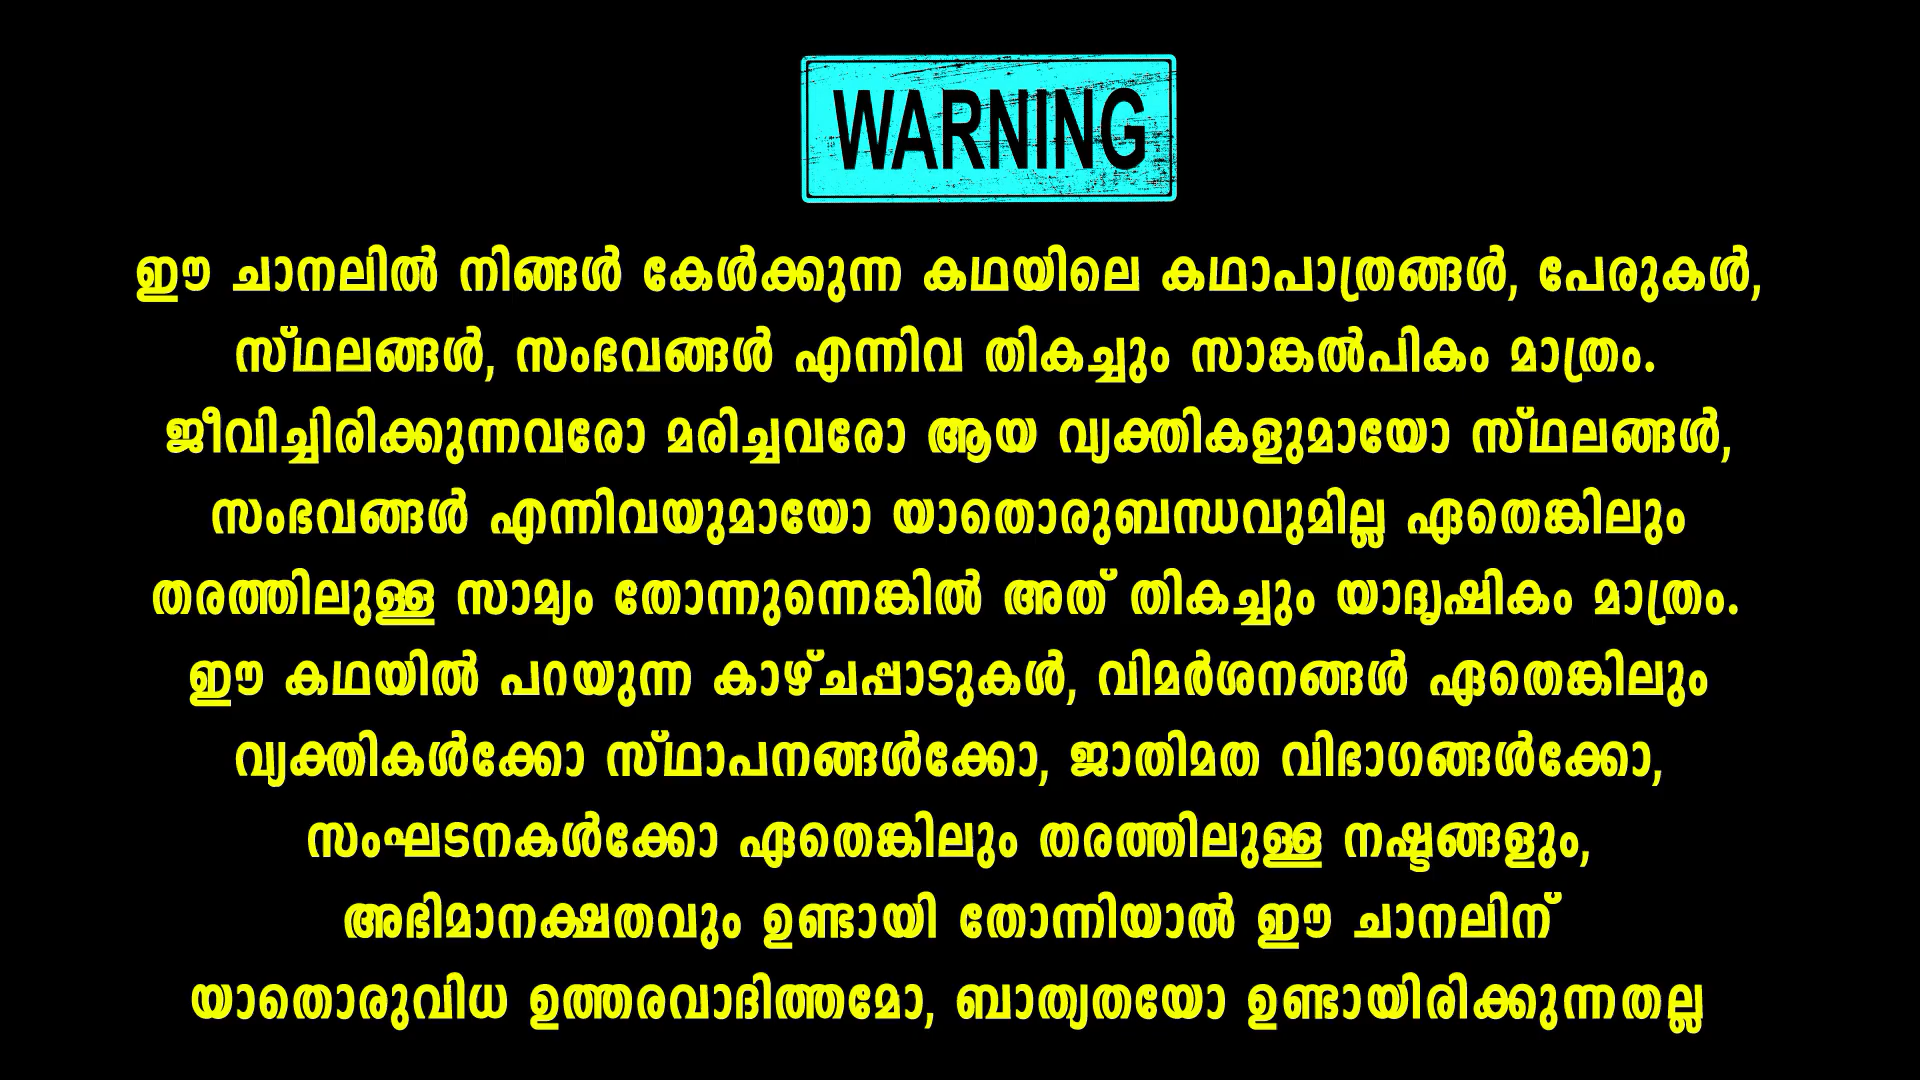 WARNING
ഈ ചാനലിൽ നിങ്ങൾ കേൾക്കുന്ന കഥയിലെ കഥാപാത്രങ്ങൾ, പേരുകൾ,
സ്ഥലങ്ങൾ, സംഭവങ്ങൾ എന്നിവ തികച്ചും സാങ്കൽപികം മാത്രം.
ജീവിച്ചിരിക്കുന്നവരോ മരിച്ചവരോ ആയ വ്യക്തികളുമായോ സ്ഥലങ്ങൾ,
സംഭവങ്ങൾ എന്നിവയുമായോ യാതൊരുബന്ധവുമില്ല ഏതെങ്കിലും
തരത്തിലുള്ള സാമ്യം തോന്നുന്നെങ്കിൽ അത് തികച്ചും യാദൃഷികം മാത്രം.
ഈ കഥയിൽ പറയുന്ന കാഴ്ചപ്പാടുകൾ, വിമർശനങ്ങൾ ഏതെങ്കിലും
വ്യക്തികൾക്കോ സ്ഥാപനങ്ങൾക്കോ, ജാതിമത വിഭാഗങ്ങൾക്കോ,
സംഘടനകൾക്കോ ഏതെങ്കിലും തരത്തിലുള്ള നഷ്ടങ്ങളും,
അഭിമാനക്ഷതവും ഉണ്ടായി തോന്നിയാൽ ഈ ചാനലിന്
യാതൊരുവിധ ഉത്തരവാദിത്തമോ, ബാത്യതയോ ഉണ്ടായിരിക്കുന്നതല്ല